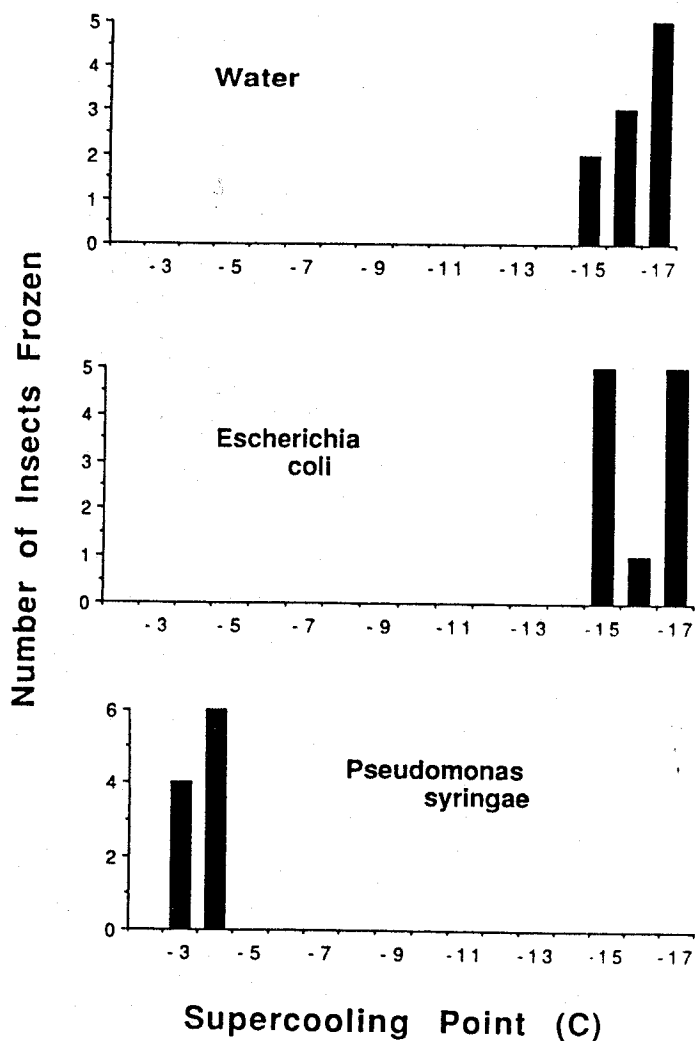 Number of Insects Frozen
5
4
3
2
1
0
Water
-3 -5 -7 -9 -11 -13 -15 -17
5
4
3
2
1
0
Escherichia
coli
-3 -5 -7 -9 -11 -13 -15 -17
6
4
2
0
Pseudomonas
syringae
-3 -5 -7 -9 -11 -13 -15 -17
Supercooling Point (C)